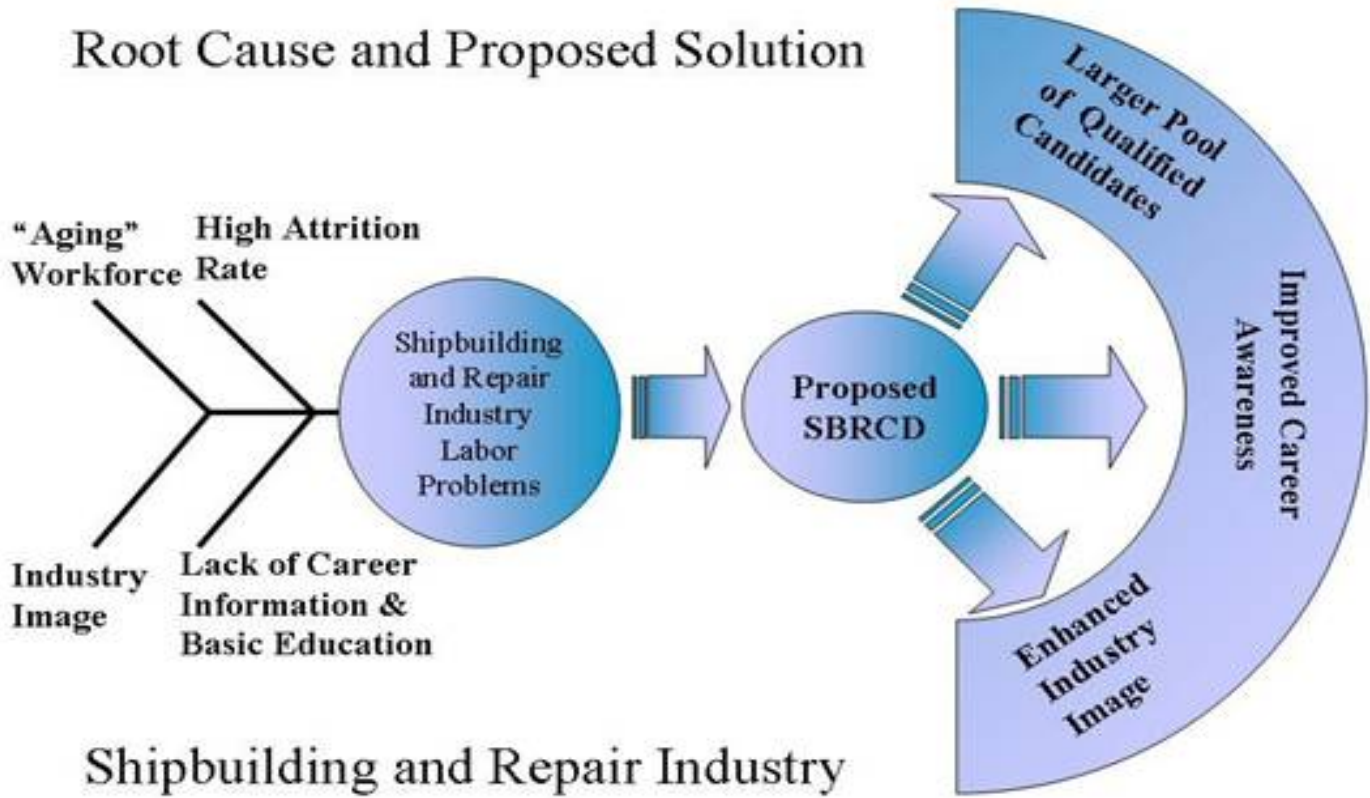 Root Cause and Proposed Solution
“Aging”
Workforce
High Attrition
Rate
Industry
Image
Lack of Career
Information &
Basic Education
Shipbuilding
and Repair
Industry
Labor
Problems
Proposed
SBRCD
Larger Pool
of Qualified
Candidates
Improved Career
Awareness
Enhanced
Industry
Image
Shipbuilding and Repair Industry